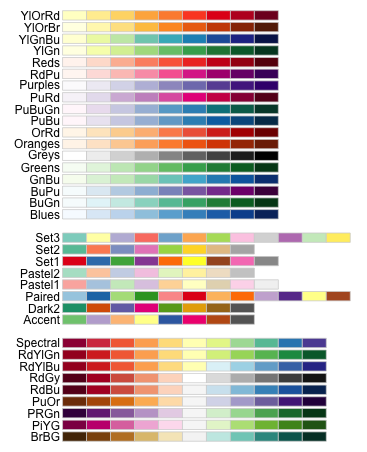 YlOrRd
YlOrBr
YlGnBu
YlGn
Reds
RdPu
Purples
PuRd
PuBuGn
PuBu
OrRd
Oranges
Greys
Greens
GnBu
BuPu
BuGn
Blues
Set3
Set2
Set1
Pastel2
Pastel1
Paired
Dark2
Accent
Spectral
RdYlGn
RdYlBu
RdGy
RdBu
PuOr
PRGn
PiYG
BrBG